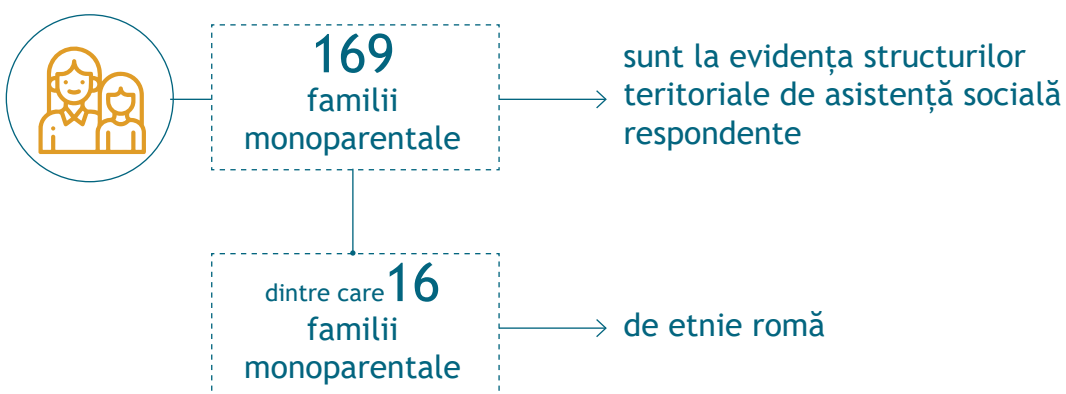 169
familii
monoparentale
sunt la evidența structurilor
teritoriale de asistență socială
respondente
dintre care 16
familii
monoparentale
de etnie romă